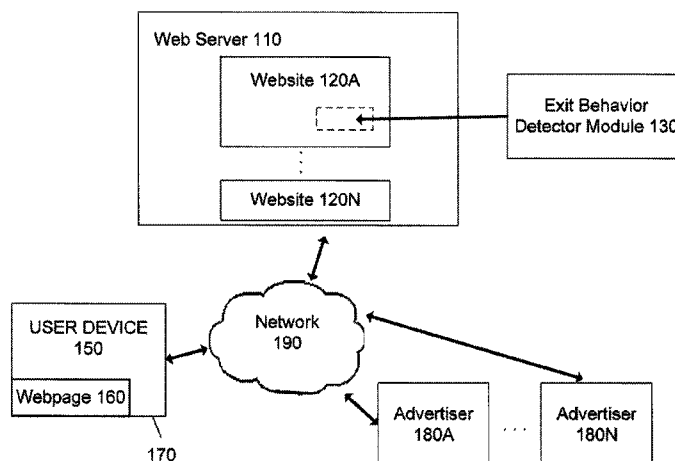 Web Server 110
Website 120A
Exit Behavior
Detector Module 130
Website 120N
Network
190
USER DEVICE
150
Webpage 160
170
Advertiser
180A
. . .
Advertiser
180N